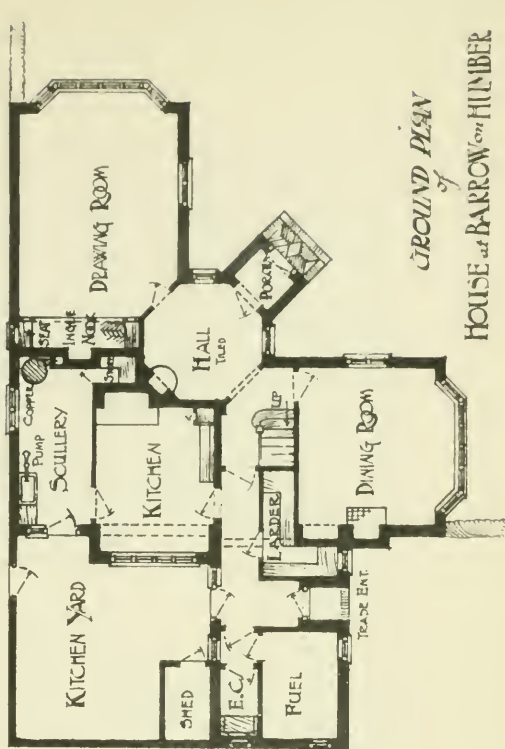 GROUND PLAN
of
HOUSE at BARROW on HUMBER
DRAWING ROOM
SEAT
INGLE
NOOK
COPPER
PUMP
SCULLERY
KITCHEN
HALL
TILED
PORCH
UP
DINING ROOM
LARDER
TRADE ENT.
KITCHEN YARD
SHED
E.C.
FUEL